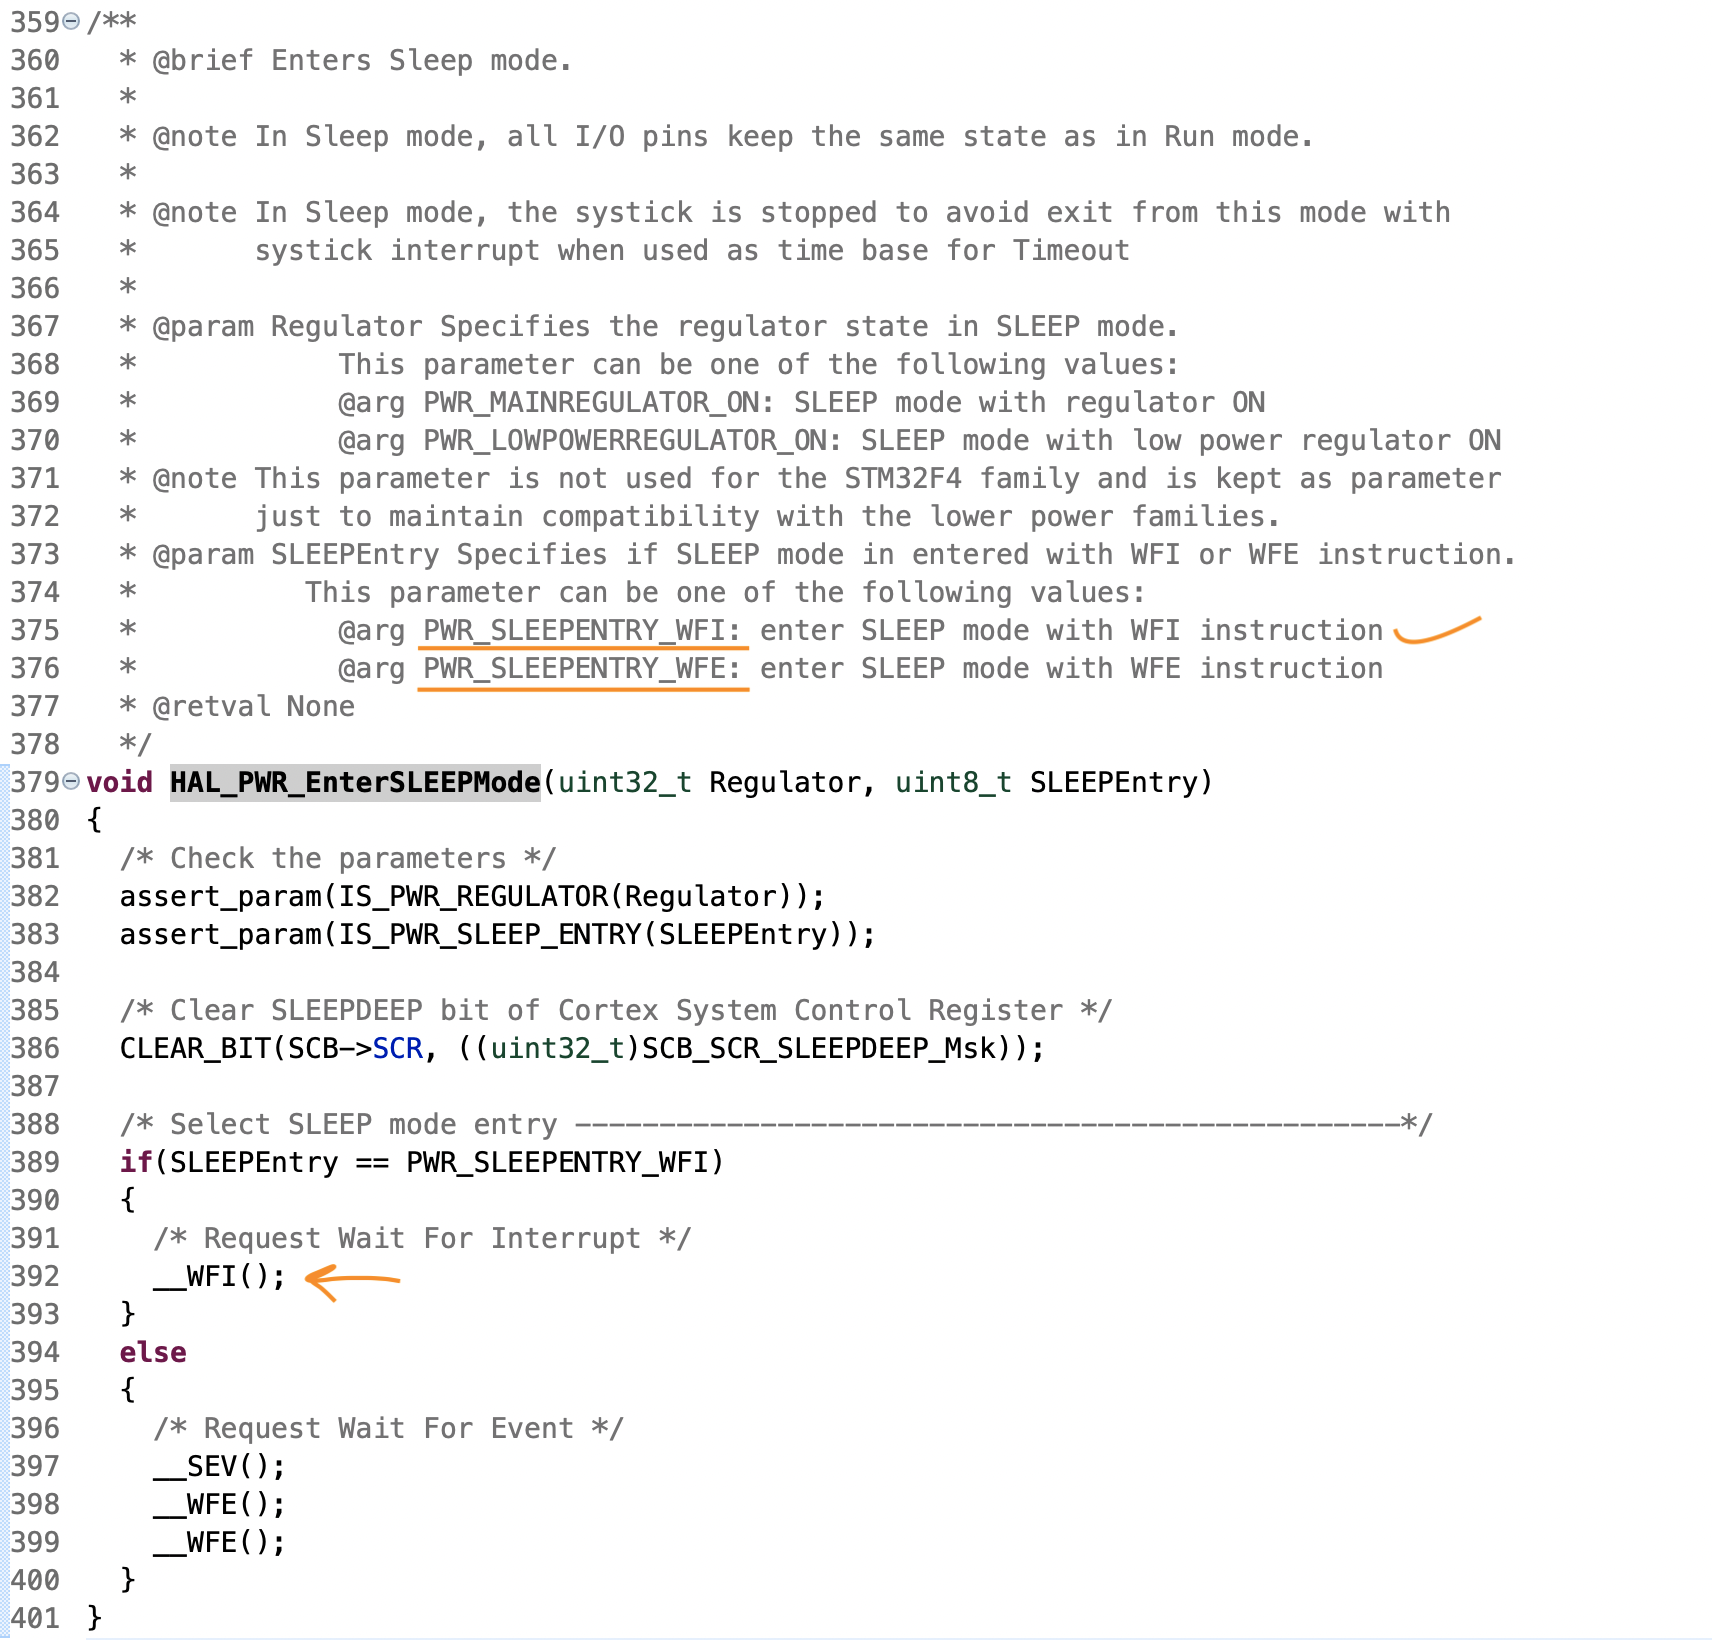 359 /**
360   * @brief Enters Sleep mode.
361   *
362   * @note In Sleep mode, all I/O pins keep the same state as in Run mode.
363   *
364   * @note In Sleep mode, the systick is stopped to avoid exit from this mode with
365   *       systick interrupt when used as time base for Timeout
366   *
367   * @param Regulator Specifies the regulator state in SLEEP mode.
368   *            This parameter can be one of the following values:
369   *            @arg PWR_MAINREGULATOR_ON: SLEEP mode with regulator ON
370   *            @arg PWR_LOWPOWERREGULATOR_ON: SLEEP mode with low power regulator ON
371   * @note This parameter is not used for the STM32F4 family and is kept as parameter
372   *       just to maintain compatibility with the lower power families.
373   * @param SLEEPEntry Specifies if SLEEP mode in entered with WFI or WFE instruction.
374   *          This parameter can be one of the following values:
375   *            @arg PWR_SLEEPENTRY_WFI: enter SLEEP mode with WFI instruction
376   *            @arg PWR_SLEEPENTRY_WFE: enter SLEEP mode with WFE instruction
377   * @retval None
378   */
379 void HAL_PWR_EnterSLEEPMode(uint32_t Regulator, uint8_t SLEEPEntry)
380 {
381   /* Check the parameters */
382   assert_param(IS_PWR_REGULATOR(Regulator));
383   assert_param(IS_PWR_SLEEP_ENTRY(SLEEPEntry));
384
385   /* Clear SLEEPDEEP bit of Cortex System Control Register */
386   CLEAR_BIT(SCB->SCR, ((uint32_t)SCB_SCR_SLEEPDEEP_Msk));
387
388   /* Select SLEEP mode entry -------------------------------------------------*/
389   if(SLEEPEntry == PWR_SLEEPENTRY_WFI)
390   {
391     /* Request Wait For Interrupt */
392     __WFI();
393   }
394   else
395   {
396     /* Request Wait For Event */
397     __SEV();
398     __WFE();
399     __WFE();
400   }
401 }